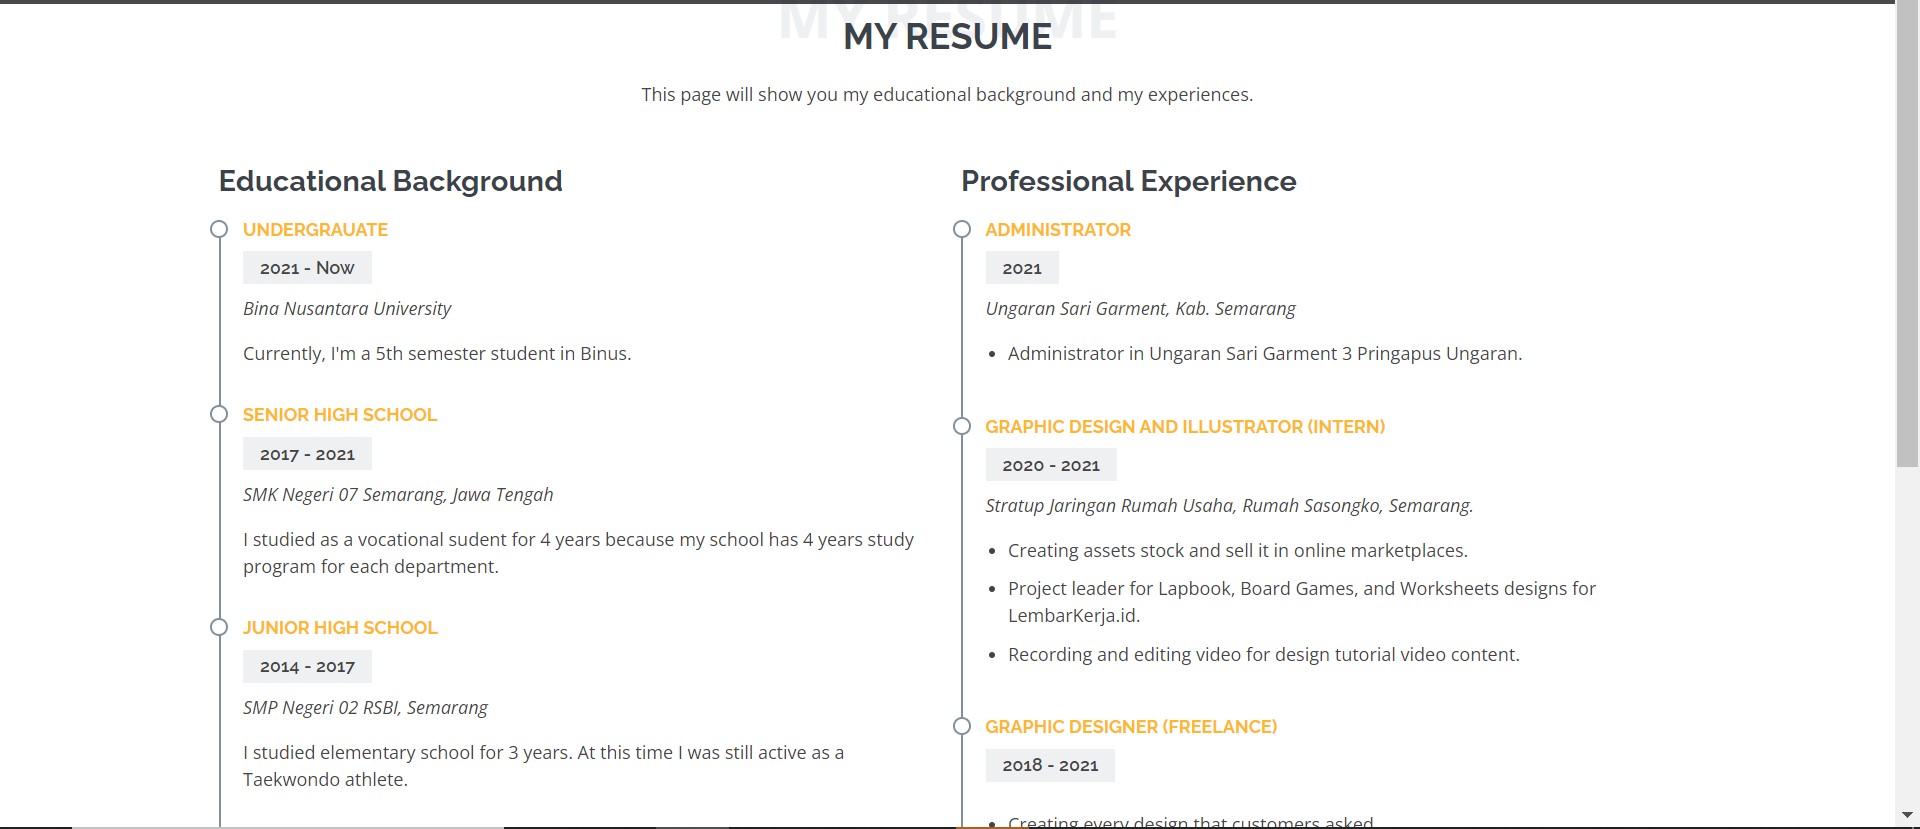 MY RESUME
MY RESUME
This page will show you my educational background and my experiences.
Educational Background
UNDERGRAUATE
2021 - Now
Bina Nusantara University
Currently, I'm a 5th semester student in Binus.
SENIOR HIGH SCHOOL
2017 - 2021
SMK Negeri 07 Semarang, Jawa Tengah
I studied as a vocational sudent for 4 years because my school has 4 years study
program for each department.
JUNIOR HIGH SCHOOL
2014 - 2017
SMP Negeri 02 RSBI, Semarang
I studied elementary school for 3 years. At this time I was still active as a
Taekwondo athlete.
Professional Experience
ADMINISTRATOR
2021
Ungaran Sari Garment, Kab. Semarang
• Administrator in Ungaran Sari Garment 3 Pringapus Ungaran.
GRAPHIC DESIGN AND ILLUSTRATOR (INTERN)
2020 - 2021
Stratup Jaringan Rumah Usaha, Rumah Sasongko, Semarang.
• Creating assets stock and sell it in online marketplaces.
• Project leader for Lapbook, Board Games, and Worksheets designs for
LembarKerja.id.
• Recording and editing video for design tutorial video content.
GRAPHIC DESIGNER (FREELANCE)
2018 - 2021
• Creating every design that customers asked